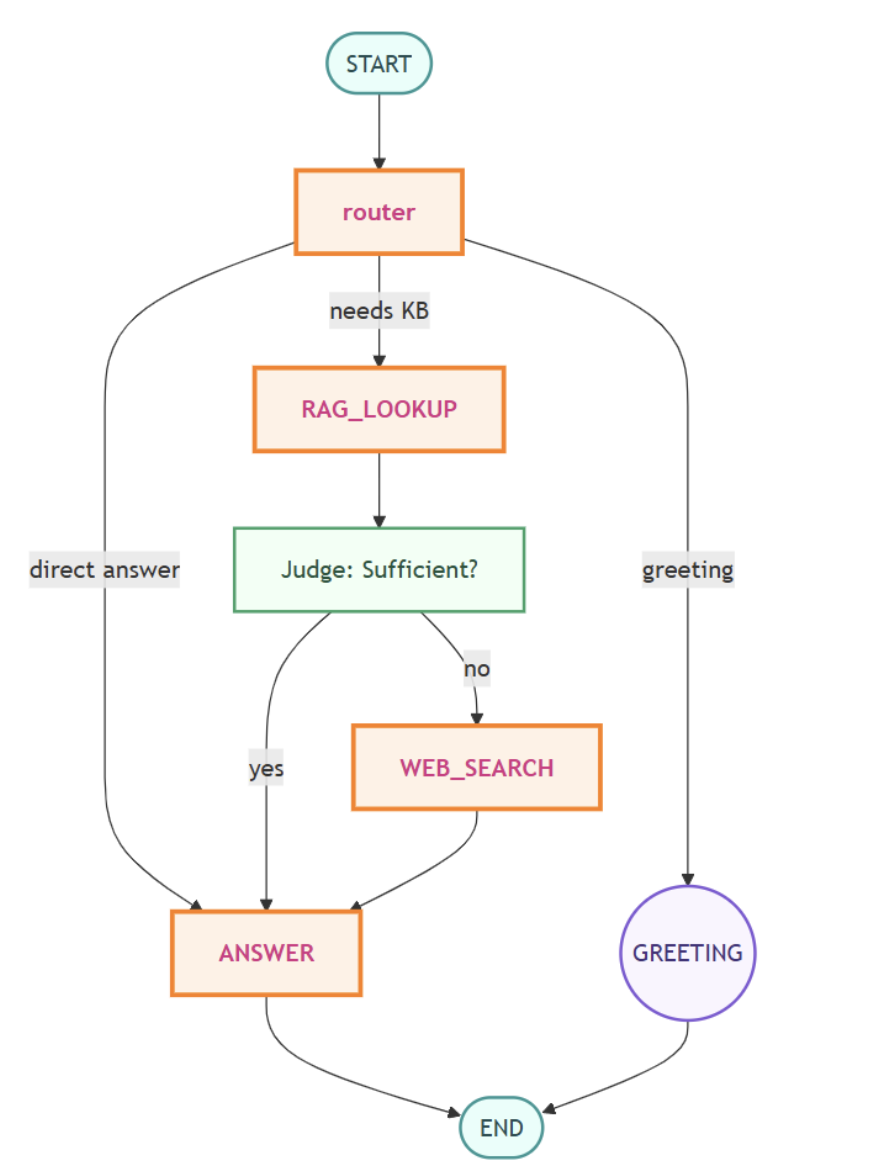 START
router
needs KB
RAG_LOOKUP
direct answer
Judge: Sufficient?
greeting
no
yes
WEB_SEARCH
ANSWER
GREETING
END